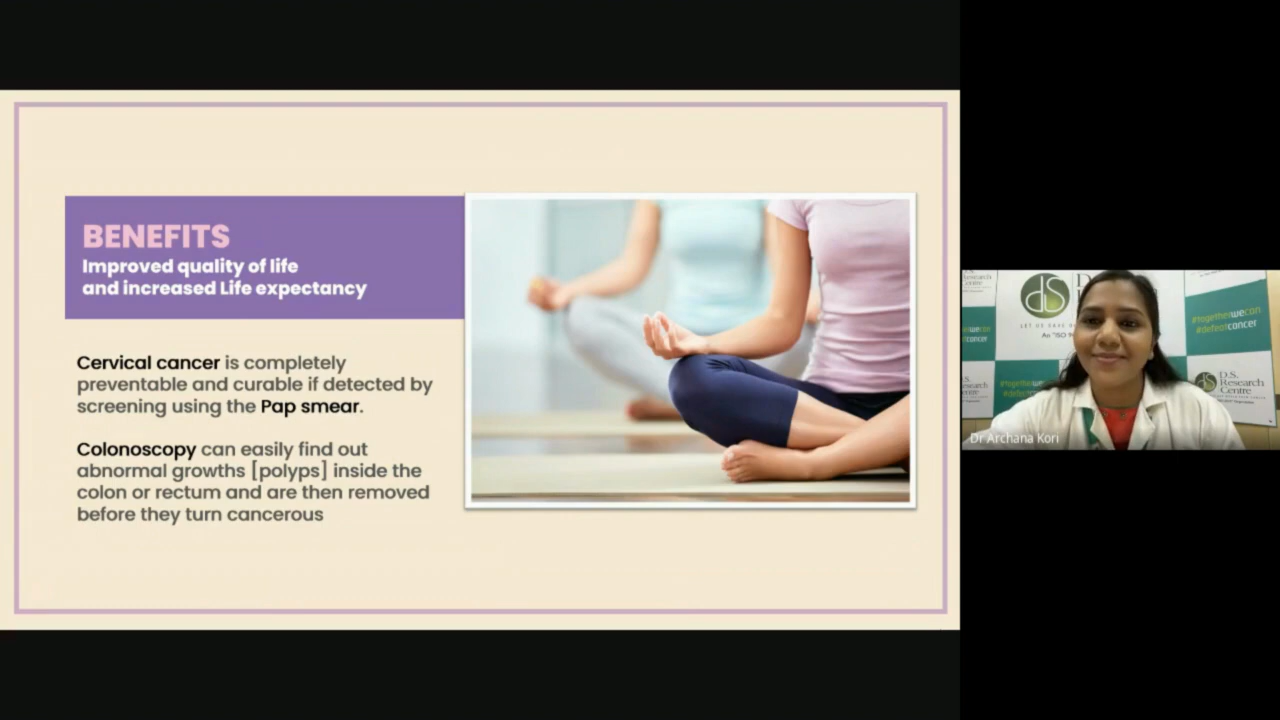 BENEFITS
Improved quality of life
and increased Life expectancy
Cervical cancer is completely
preventable and curable if detected by
screening using the Pap smear.
Colonoscopy can easily find out
abnormal growths [polyps] inside the
colon or rectum and are then removed
before they turn cancerous
dS
#togetherwecan
#defeatcancer
D.S.
Research
Centre
Dr Archana Kori